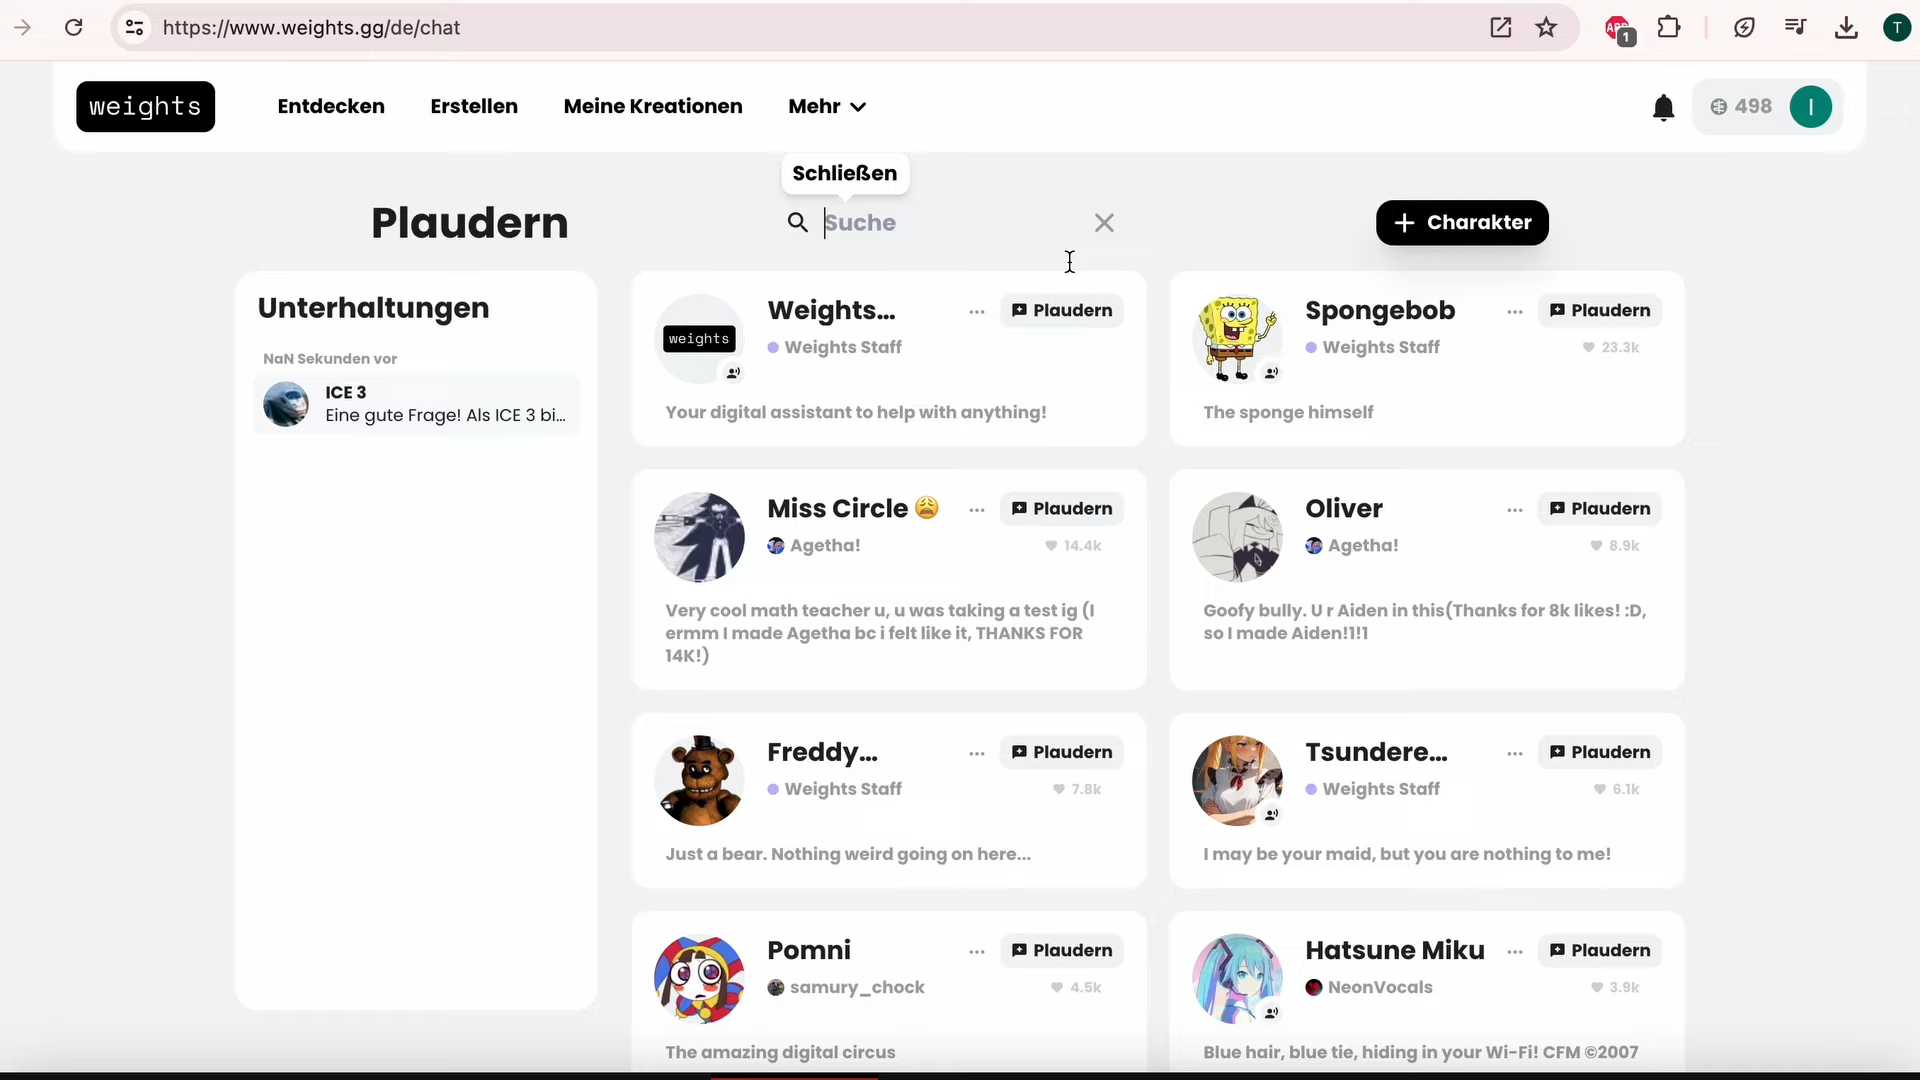 https://www.weights.gg/de/chat
1
T
weights
Entdecken
Erstellen
Meine Kreationen
Mehr
498
I
Schließen
Plaudern
Suche
Charakter
Unterhaltungen
NaN Sekunden vor
ICE 3
Eine gute Frage! Als ICE 3 bi...
weights
Weights...
Plaudern
Weights Staff
Your digital assistant to help with anything!
Spongebob
Plaudern
Weights Staff
23.3k
The sponge himself
Miss Circle 😩
Plaudern
Agetha!
14.4k
Very cool math teacher u, u was taking a test ig (I
ermm I made Agetha bc i felt like it, THANKS FOR
14K!)
Oliver
Plaudern
Agetha!
8.9k
Goofy bully. U r Aiden in this(Thanks for 8k likes! :D,
so I made Aiden!1!1
Freddy...
Plaudern
Weights Staff
7.8k
Just a bear. Nothing weird going on here...
Tsundere...
Plaudern
Weights Staff
6.1k
I may be your maid, but you are nothing to me!
Pomni
Plaudern
samury_chock
4.5k
The amazing digital circus
Hatsune Miku
Plaudern
NeonVocals
3.9k
Blue hair, blue tie, hiding in your Wi-Fi! CFM ©2007